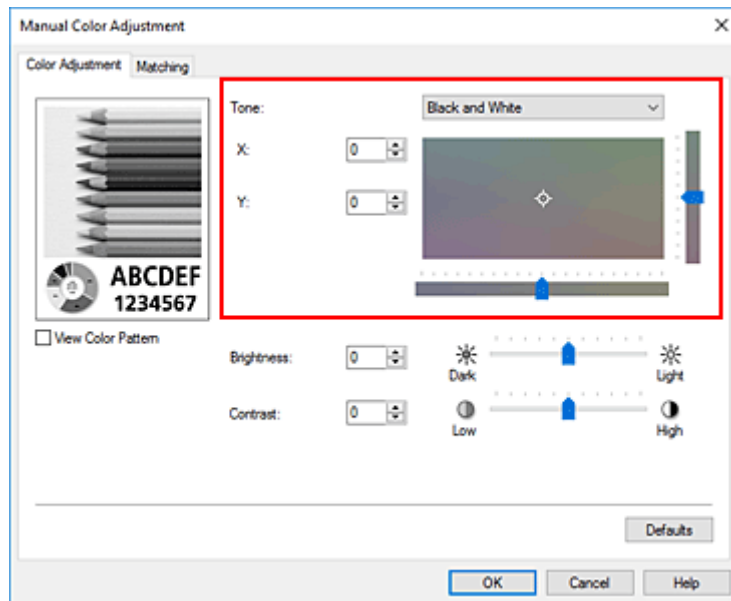 Manual Color Adjustment
Color Adjustment Matching
Tone: Black and White
X: 0
Y: 0
ABCDEF
1234567
View Color Pattern
Brightness: 0 Dark Light
Contrast: 0 Low High
Defaults
OK Cancel Help